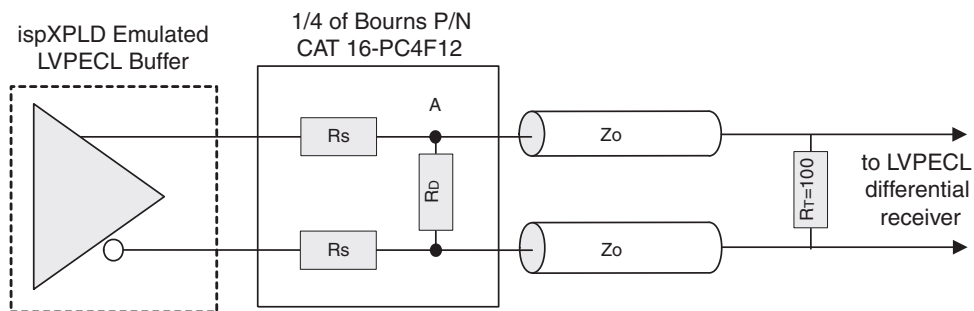 1/4 of Bourns P/N
CAT 16-PC4F12
ispXPLD Emulated
LVPECL Buffer
A
Rs
Zo
RD
RT=100
to LVPECL
differential
receiver
Rs
Zo